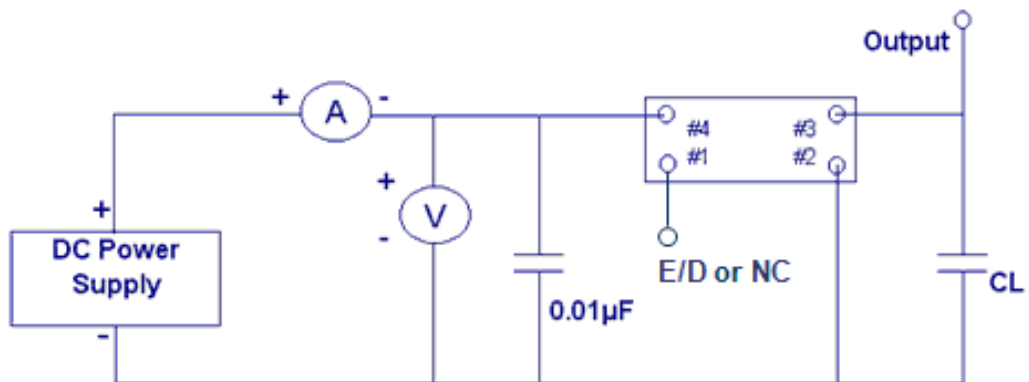 Output
+ A -
#4 #3
#1 #2
+
V
-
+
DC Power
Supply
-
E/D or NC
0.01µF
CL